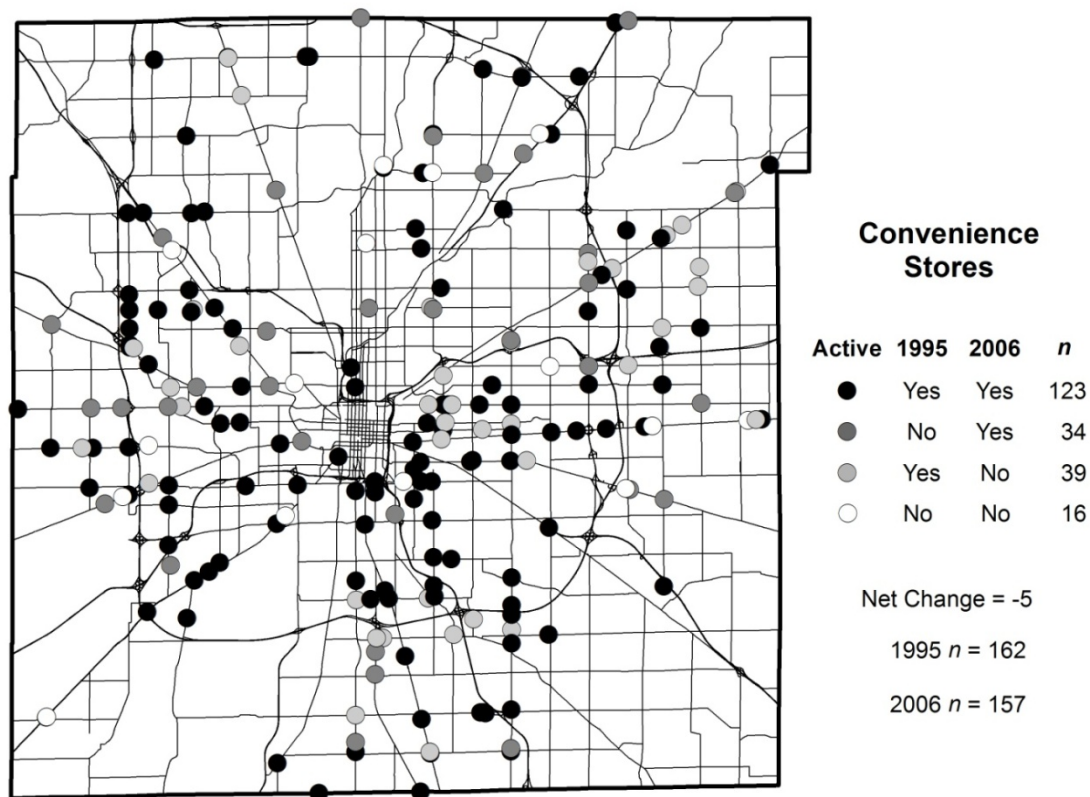 Convenience
Stores
Active 1995 2006 n
Yes Yes 123
No Yes 34
Yes No 39
No No 16
Net Change = -5
1995 n = 162
2006 n = 157